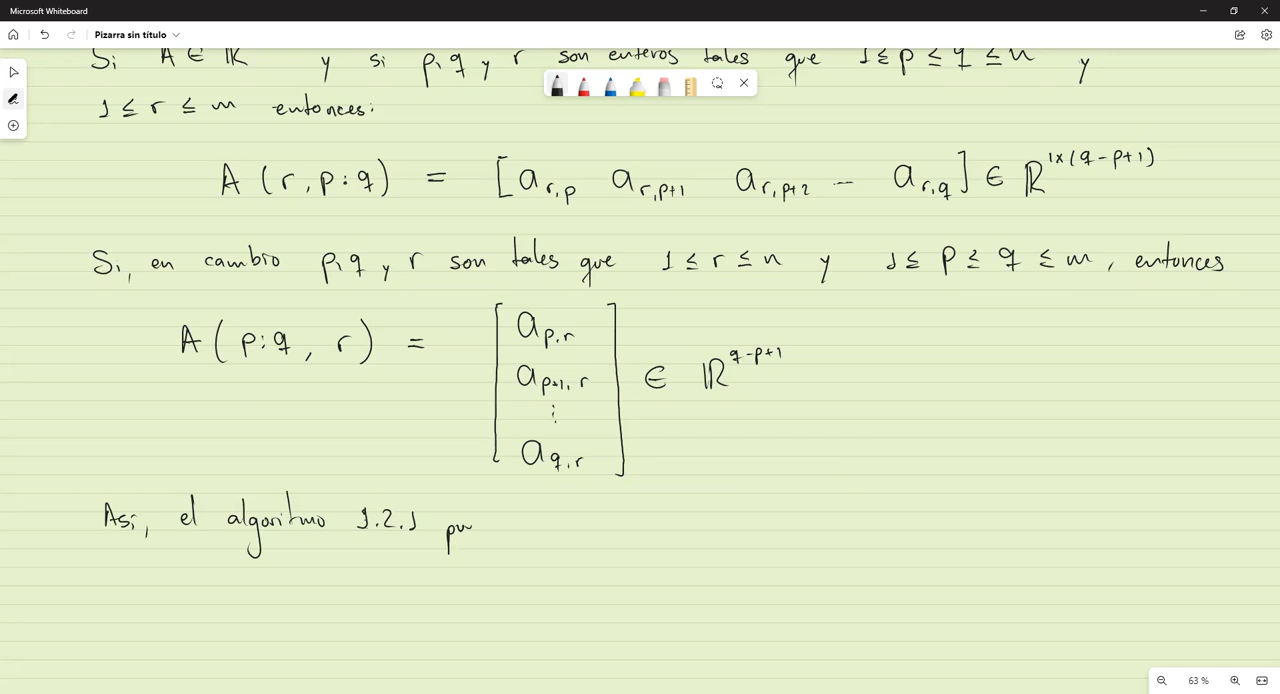 Microsoft Whiteboard
Pizarra sin título
Si A ∈ ℝ y si p, q y r son enteros tales que 1 ≤ p ≤ q ≤ n y
1 ≤ r ≤ m entonces:
A (r, p:q) = [a_{r,p} a_{r,p+1} a_{r,p+2} … a_{r,q}] ∈ ℝ^{1×(q-p+1)}
Si, en cambio p, q y r son tales que 1 ≤ r ≤ n y 1 ≤ p ≤ q ≤ m, entonces
A (p:q, r) = [a_{p,r} a_{p+1,r} ⋮ a_{q,r}] ∈ ℝ^{q-p+1}
Así, el algoritmo 1.2.1 pu
63 %